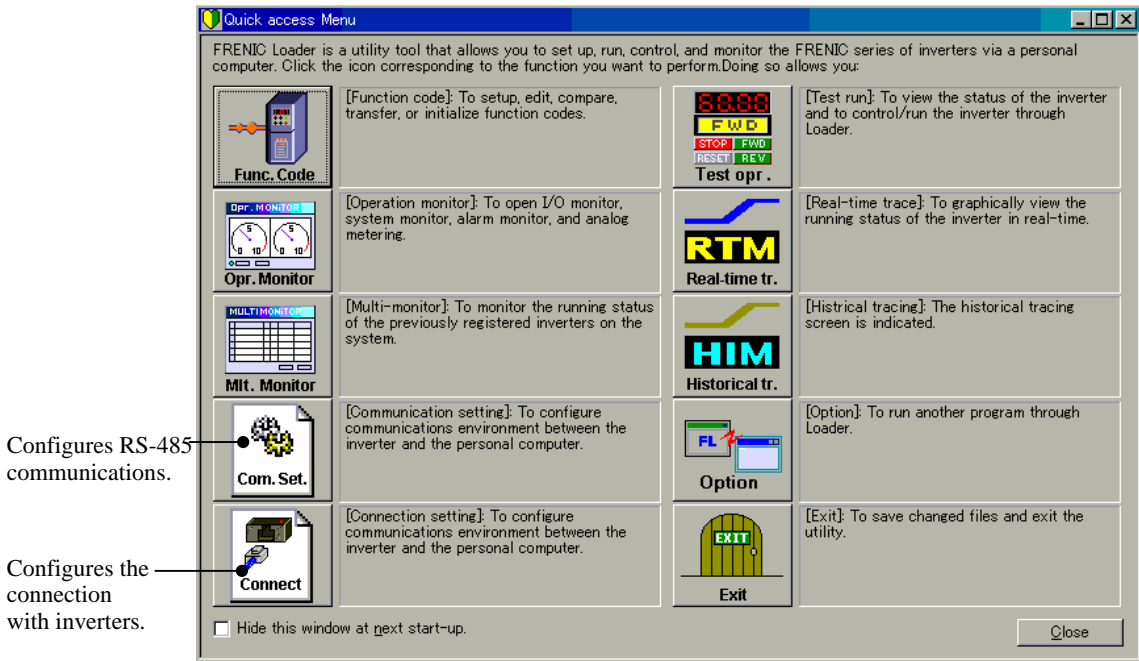 Quick access Menu
FRENIC Loader is a utility tool that allows you to set up, run, control, and monitor the FRENIC series of inverters via a personal
computer. Click the icon corresponding to the function you want to perform.Doing so allows you:
Func. Code
[Function code]: To setup, edit, compare,
transfer, or initialize function codes.
88.88
FWD
STOP FWD
RESET REV
Test opr .
[Test run]: To view the status of the inverter
and to control/run the inverter through
Loader.
Opr. MONITOR
5 5
0 10 0 10
Opr. Monitor
[Operation monitor]: To open I/O monitor,
system monitor, alarm monitor, and analog
metering.
RTM
Real-time tr.
[Real-time trace]: To graphically view the
running status of the inverter in real-time.
MULTIMONITOR
Mlt. Monitor
[Multi-monitor]: To monitor the running status
of the previously registered inverters on the
system.
HIM
Historical tr.
[Histrical tracing]: The historical tracing
screen is indicated.
Configures RS-485
communications.
Com. Set.
[Communication setting]: To configure
communications environment between the
inverter and the personal computer.
FL
Option
[Option]: To run another program through
Loader.
Configures the
connection
with inverters.
Connect
[Connection setting]: To configure
communications environment between the
inverter and the personal computer.
EXIT
Exit
[Exit]: To save changed files and exit the
utility.
Hide this window at next start-up.
Close